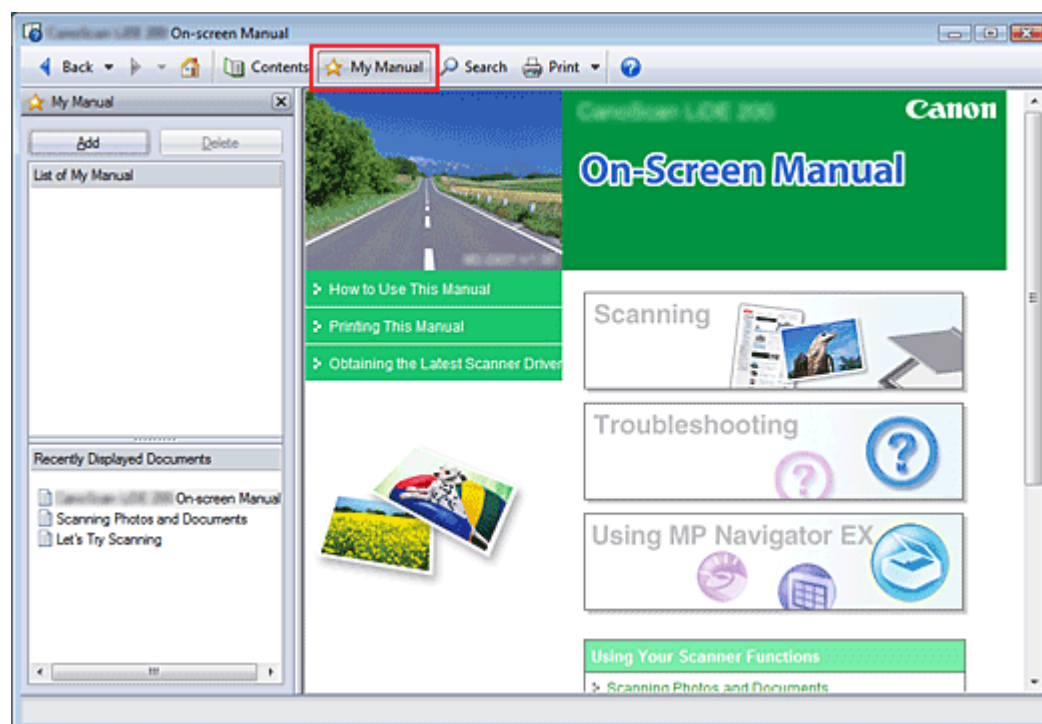 On-screen Manual
Back Contents My Manual Search Print
My Manual
Add Delete
List of My Manual
Recently Displayed Documents
On-screen Manual
Scanning Photos and Documents
Let's Try Scanning
Canon
On-Screen Manual
How to Use This Manual
Printing This Manual
Obtaining the Latest Scanner Driver
Scanning
Troubleshooting
Using MP Navigator EX
Using Your Scanner Functions
Scanning Photos and Documents